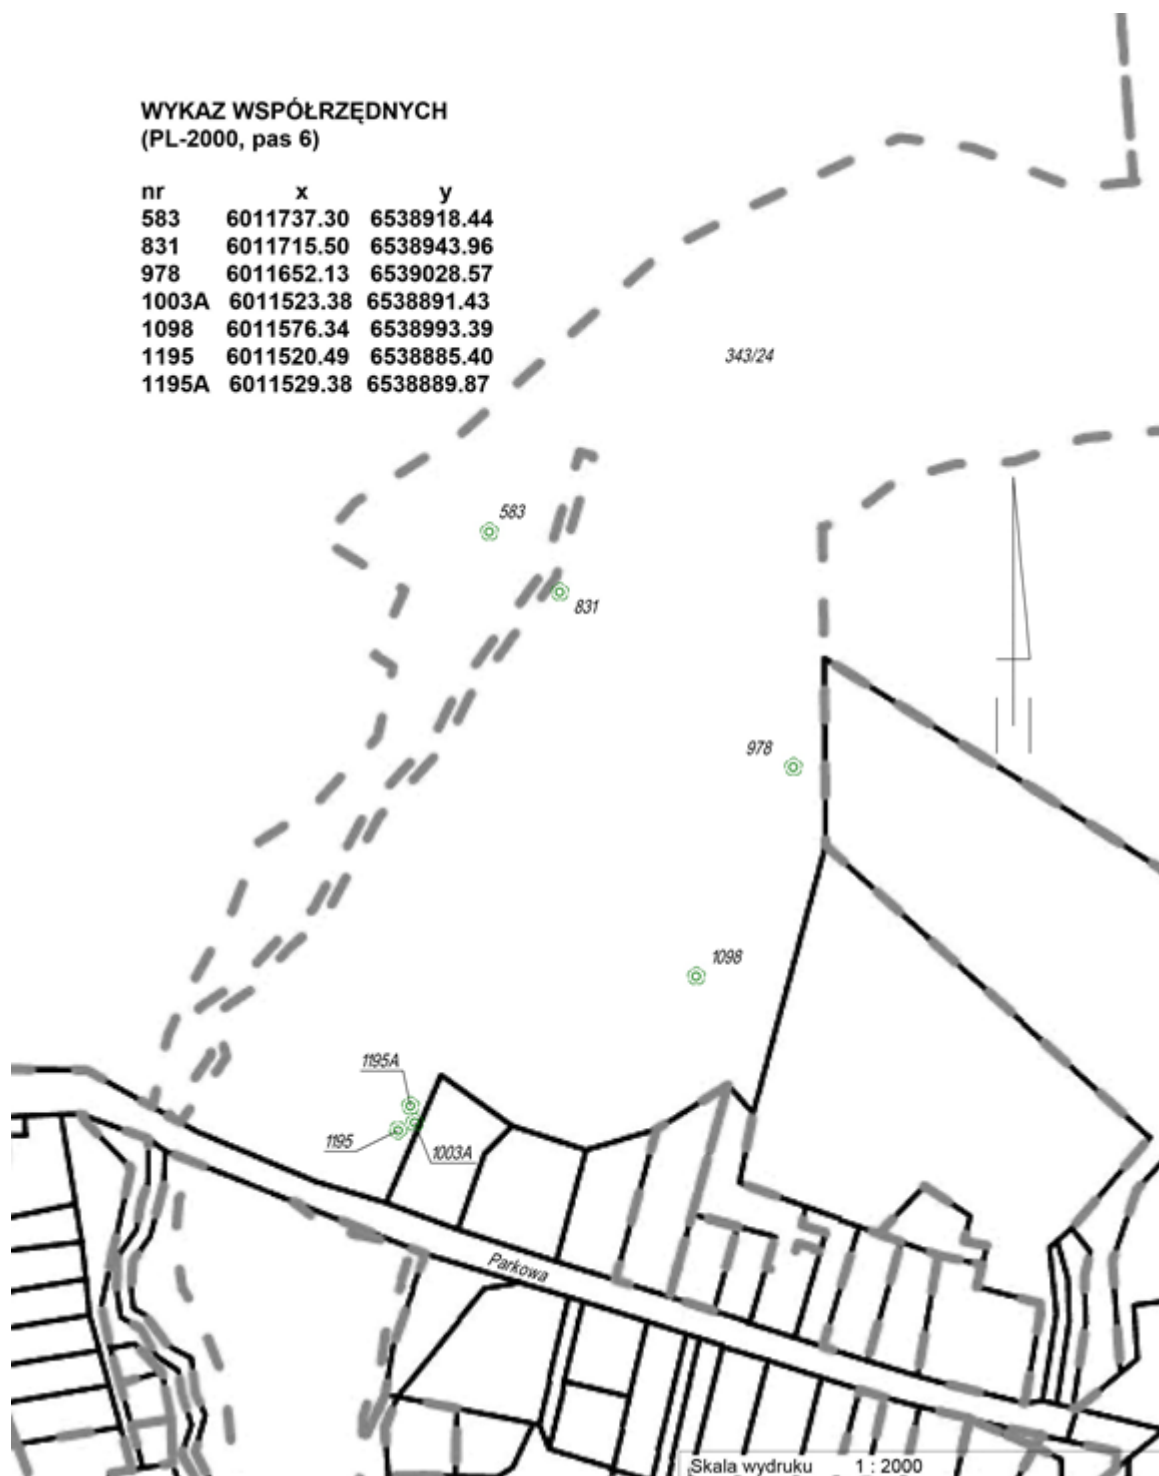 WYKAZ WSPÓŁRZĘDNYCH
(PL-2000, pas 6)
nr x y
583 6011737.30 6538918.44
831 6011715.50 6538943.96
978 6011652.13 6539028.57
1003A 6011523.38 6538891.43
1098 6011576.34 6538993.39
1195 6011520.49 6538885.40
1195A 6011529.38 6538889.87
343/24
583
831
978
1098
1195A
1195
1003A
Parkowa
Skala wydruku 1 : 2000